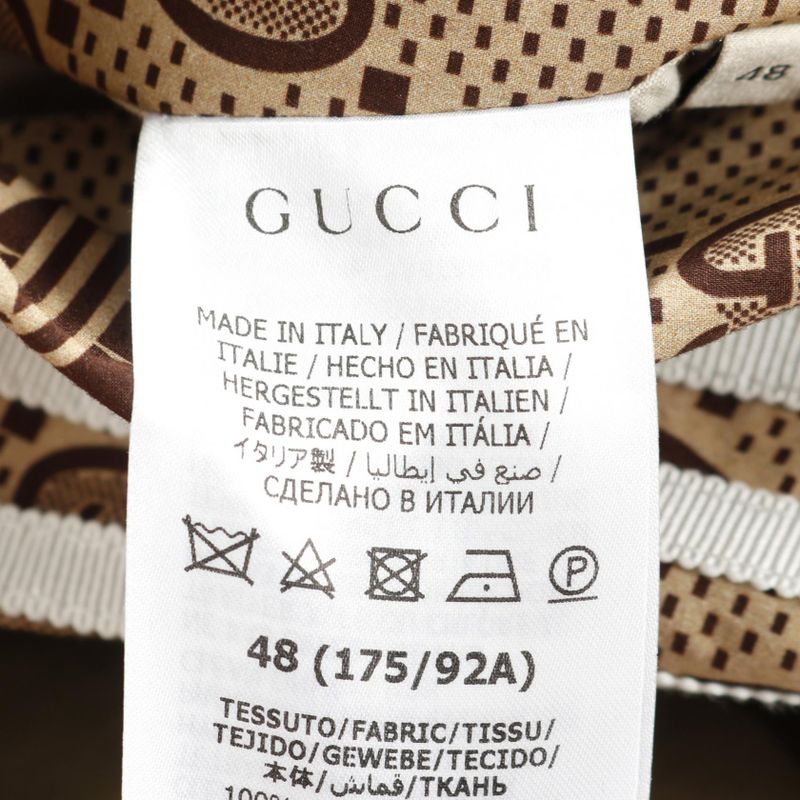 48
GUCCI
MADE IN ITALY / FABRIQUÉ EN
ITALIE / HECHO EN ITALIA /
HERGESTELLT IN ITALIEN /
FABRICADO EM ITÁLIA /
イタリア製 / صنع في إيطاليا /
СДЕЛАНО В ИТАЛИИ
P
48 (175/92A)
TESSUTO/FABRIC/TISSU/
TEJIDO/GEWEBE/TECIDO/
本体/قماش/ТКАНЬ
100%